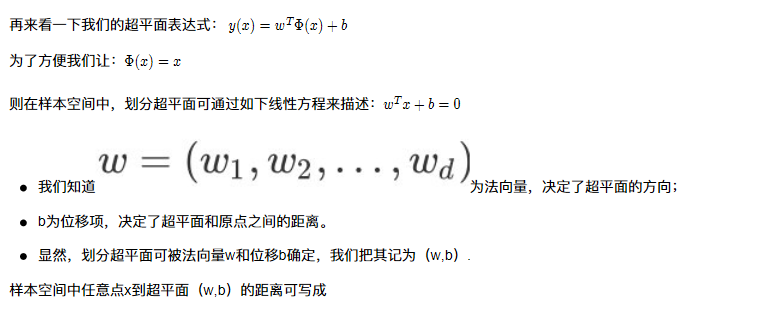 再来看一下我们的超平面表达式： y(x) = w^TΦ(x) + b
为了方便我们让：Φ(x) = x
则在样本空间中，划分超平面可通过如下线性方程来描述：w^Tx + b = 0
● 我们知道 w = (w₁, w₂, . . . , w_d) 为法向量，决定了超平面的方向；
● b为位移项，决定了超平面和原点之间的距离。
● 显然，划分超平面可被法向量w和位移b确定，我们把其记为（w,b）.
样本空间中任意点x到超平面（w,b）的距离可写成